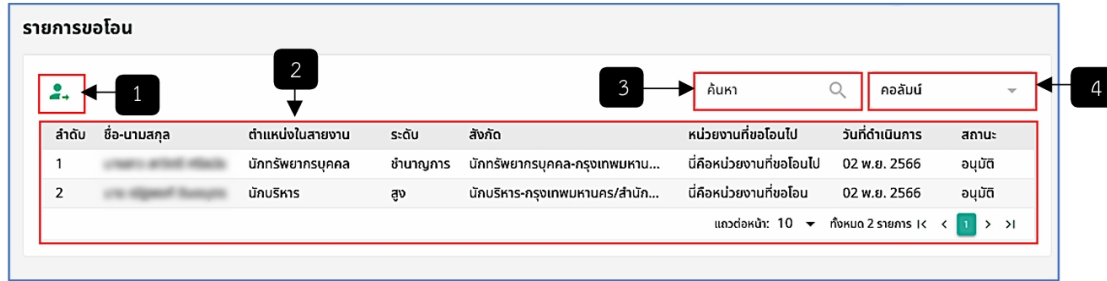 รายการขอโอน
2
1
3
ค้นหา
คอลัมน์
4
ลำดับ ชื่อ-นามสกุล ตำแหน่งในสายงาน ระดับ สังกัด หน่วยงานที่ขอโอนไป วันที่ดำเนินการ สถานะ
1 นักทรัพยากรบุคคล ชำนาญการ นักทรัพยากรบุคคล-กรุงเทพมหาน... นี่คือหน่วยงานที่ขอโอนไป 02 พ.ย. 2566 อนุมัติ
2 นักบริหาร สูง นักบริหาร-กรุงเทพมหานคร/สำนัก... นี่คือหน่วยงานที่ขอโอน 02 พ.ย. 2566 อนุมัติ
แถวต่อหน้า: 10 ทั้งหมด 2 รายการ 1